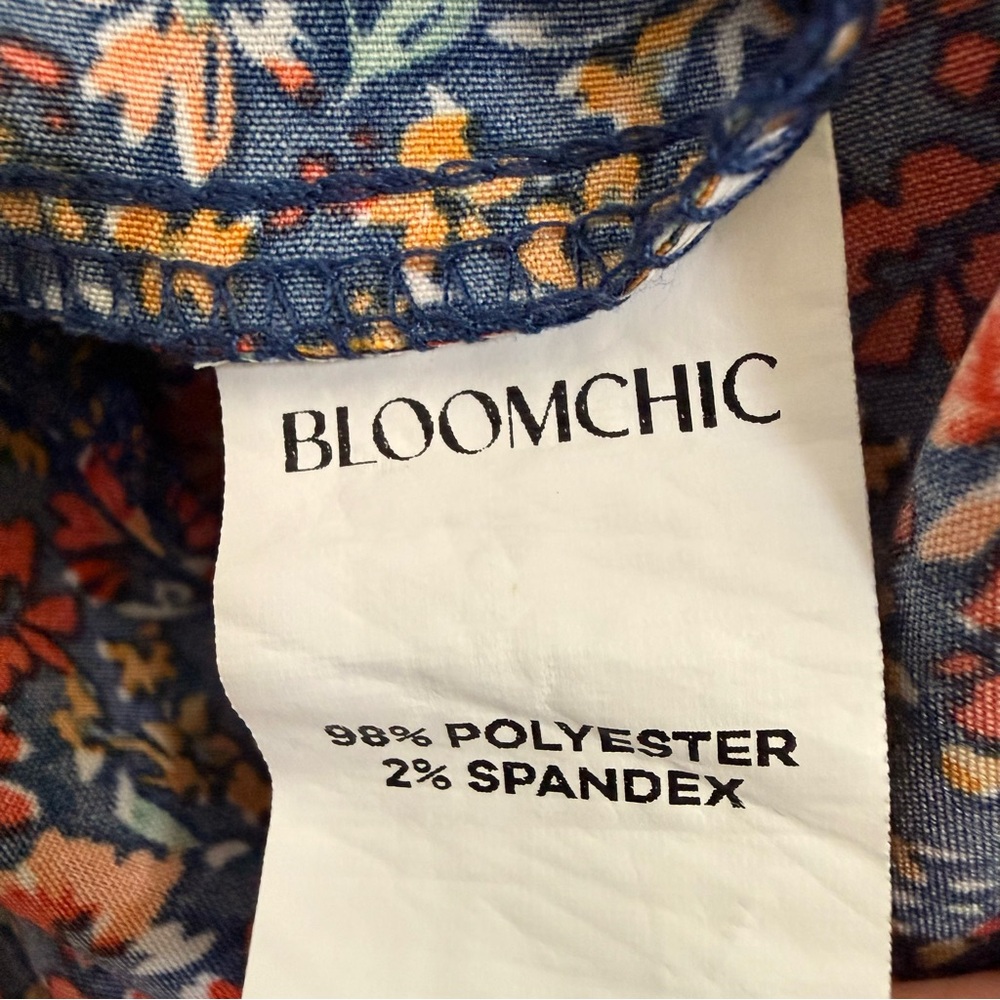 BLOOMCHIC
98% POLYESTER
2% SPANDEX